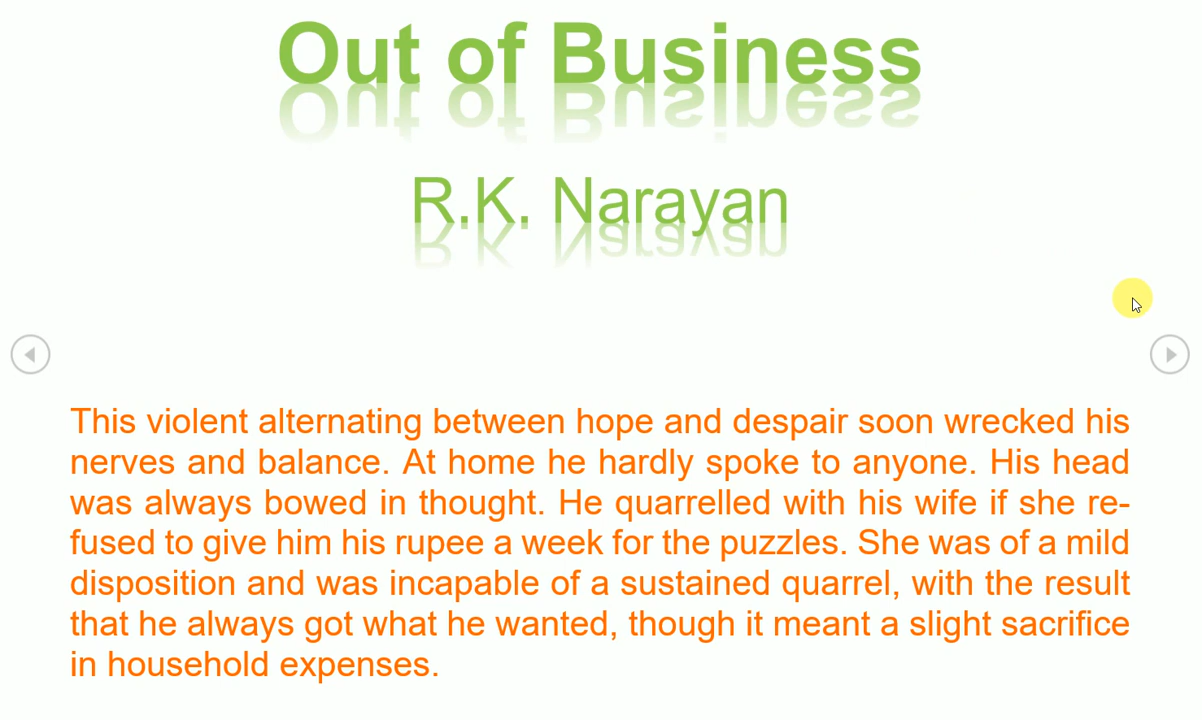 Out of Business
R.K. Narayan
This violent alternating between hope and despair soon wrecked his
nerves and balance. At home he hardly spoke to anyone. His head
was always bowed in thought. He quarrelled with his wife if she re-
fused to give him his rupee a week for the puzzles. She was of a mild
disposition and was incapable of a sustained quarrel, with the result
that he always got what he wanted, though it meant a slight sacrifice
in household expenses.